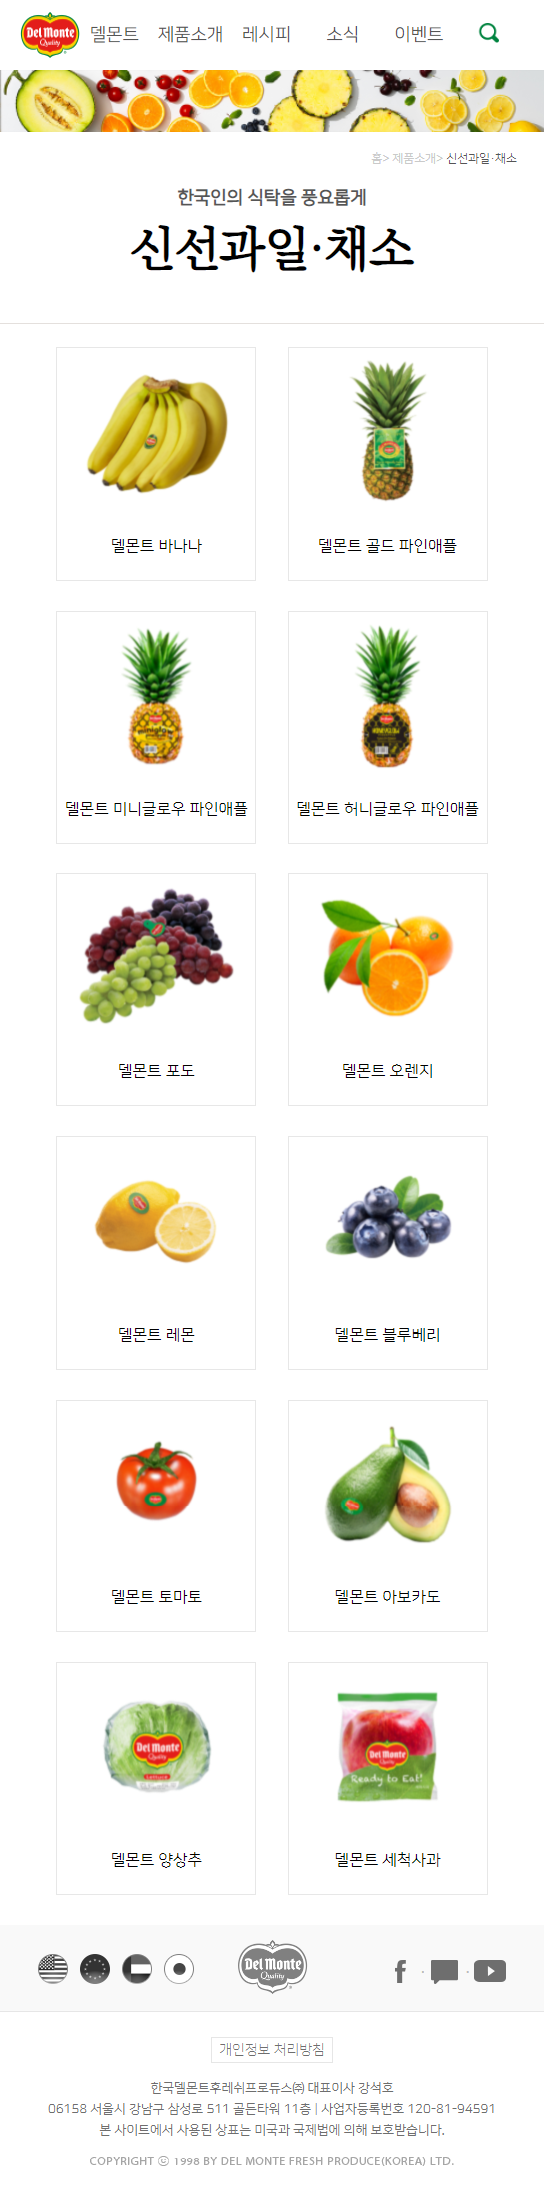 Del Monte
Quality
델몬트 제품소개 레시피 소식 이벤트
홈> 제품소개> 신선과일·채소
한국인의 식탁을 풍요롭게
신선과일·채소
델몬트 바나나
델몬트 골드 파인애플
델몬트 미니글로우 파인애플
델몬트 허니글로우 파인애플
델몬트 포도
델몬트 오렌지
델몬트 레몬
델몬트 블루베리
델몬트 토마토
델몬트 아보카도
Del Monte
Quality
Lettuce
델몬트 양상추
Del Monte
Quality
Ready to Eat!
델몬트 세척사과
Del Monte
Quality
개인정보 처리방침
한국델몬트후레쉬프로듀스㈜ 대표이사 강석호
06158 서울시 강남구 삼성로 511 골든타워 11층 | 사업자등록번호 120-81-94591
본 사이트에서 사용된 상표는 미국과 국제법에 의해 보호받습니다.
COPYRIGHT ⓒ 1998 BY DEL MONTE FRESH PRODUCE(KOREA) LTD.